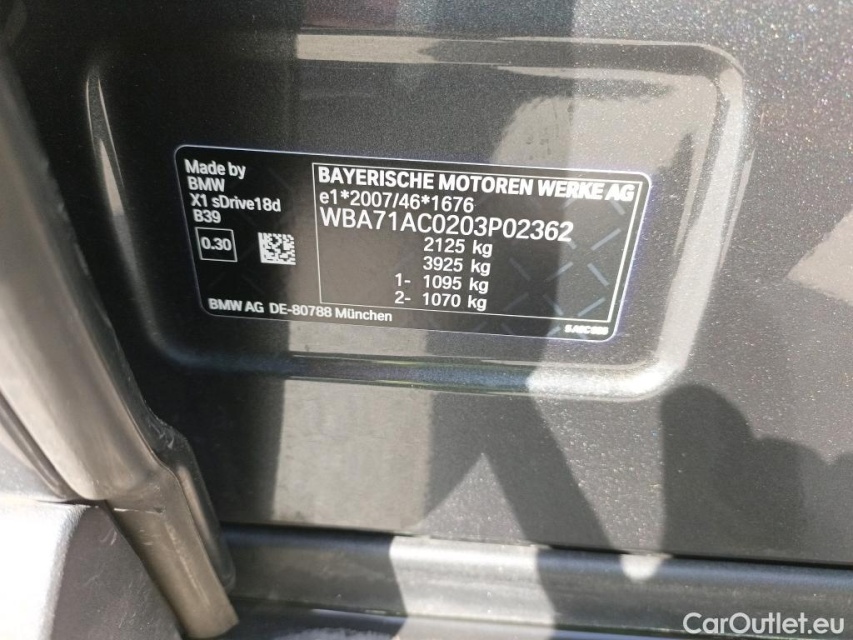 Made by
BMW
X1 sDrive18d
B39
0.30
BAYERISCHE MOTOREN WERKE AG
e1*2007/46*1676
WBA71AC0203P02362
2125 kg
3925 kg
1- 1095 kg
2- 1070 kg
BMW AG DE-80788 München
CarOutlet.eu